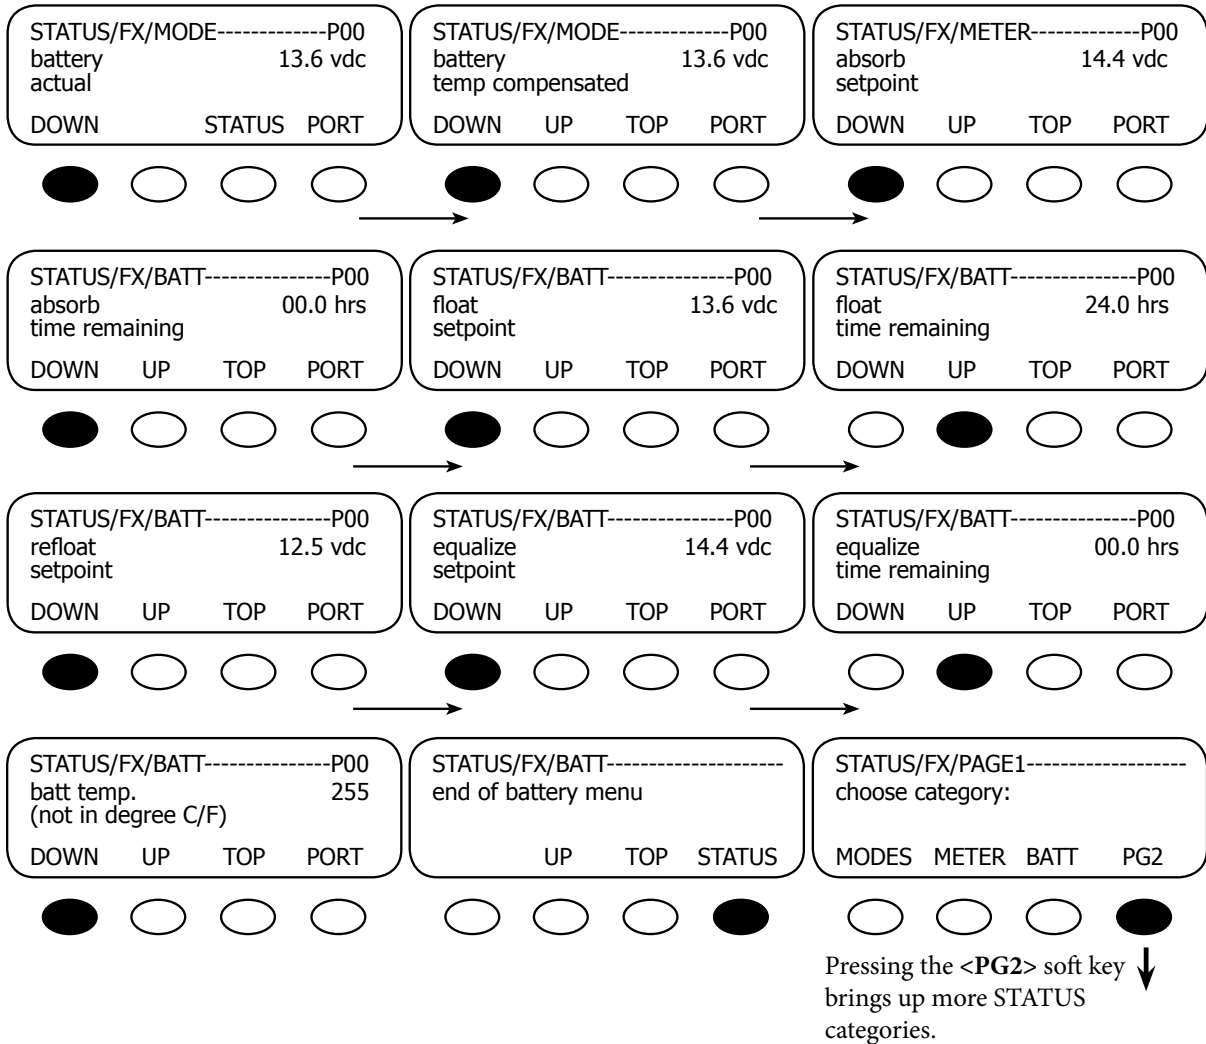 STATUS/FX/MODE-------------P00
battery 13.6 vdc
actual
DOWN STATUS PORT
STATUS/FX/MODE-------------P00
battery 13.6 vdc
temp compensated
DOWN UP TOP PORT
STATUS/FX/METER-------------P00
absorb 14.4 vdc
setpoint
DOWN UP TOP PORT
STATUS/FX/BATT---------------P00
absorb 00.0 hrs
time remaining
DOWN UP TOP PORT
STATUS/FX/BATT---------------P00
float 13.6 vdc
setpoint
DOWN UP TOP PORT
STATUS/FX/BATT---------------P00
float 24.0 hrs
time remaining
DOWN UP TOP PORT
STATUS/FX/BATT---------------P00
refloat 12.5 vdc
setpoint
DOWN UP TOP PORT
STATUS/FX/BATT---------------P00
equalize 14.4 vdc
setpoint
DOWN UP TOP PORT
STATUS/FX/BATT---------------P00
equalize 00.0 hrs
time remaining
DOWN UP TOP PORT
STATUS/FX/BATT---------------P00
batt temp. 255
(not in degree C/F)
DOWN UP TOP PORT
STATUS/FX/BATT---------------------
end of battery menu
UP TOP STATUS
STATUS/FX/PAGE1-------------------
choose category:
MODES METER BATT PG2
Pressing the <PG2> soft key
brings up more STATUS
categories.